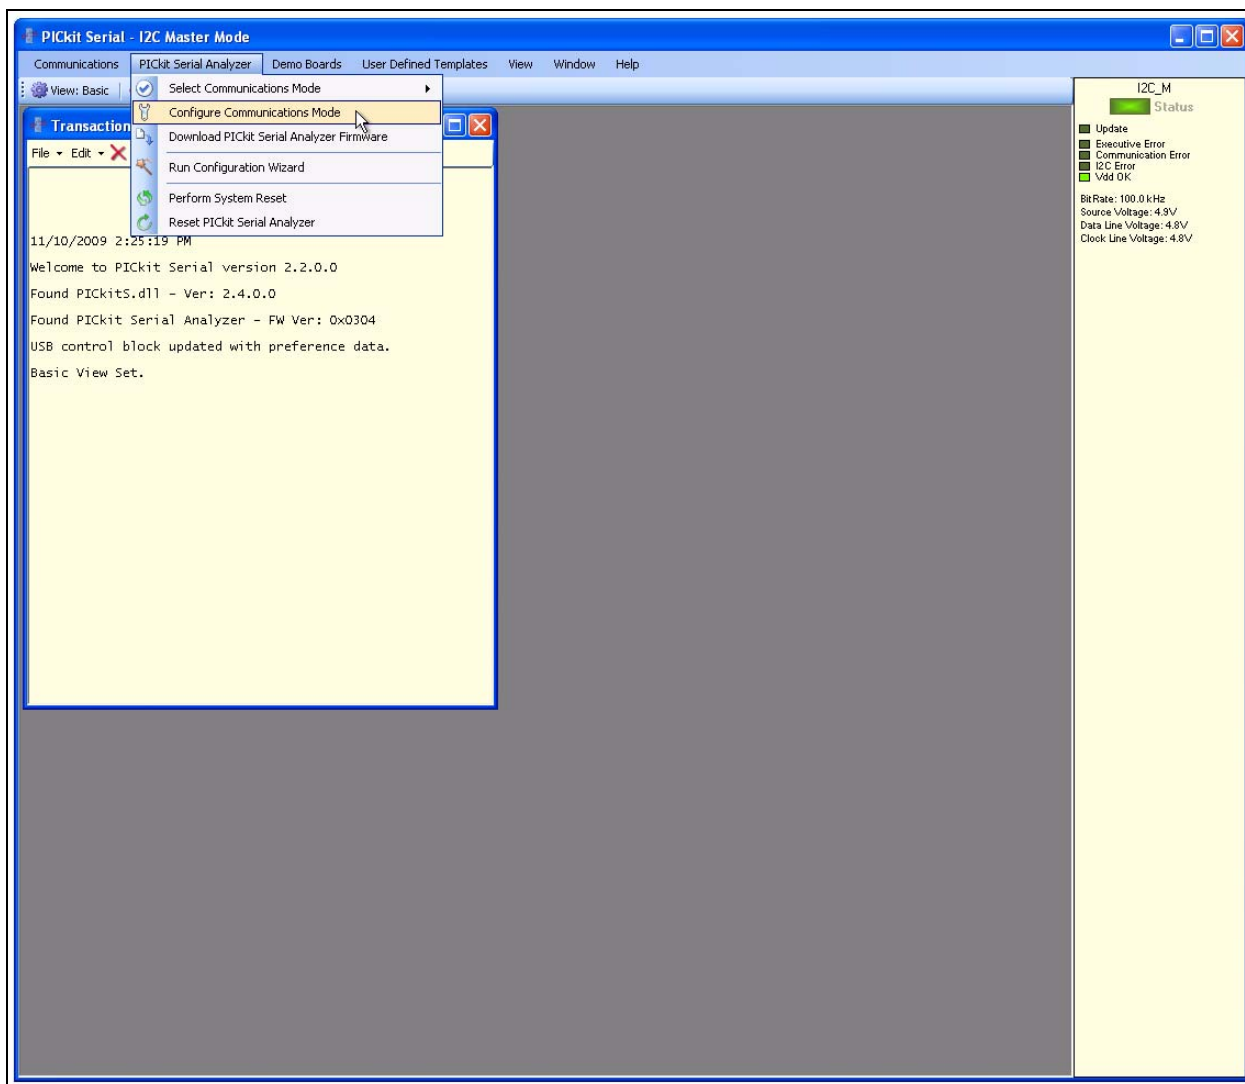 PICkit Serial - I2C Master Mode
Communications PICkit Serial Analyzer Demo Boards User Defined Templates View Window Help
View: Basic
Select Communications Mode
Configure Communications Mode
Download PICkit Serial Analyzer Firmware
Run Configuration Wizard
Perform System Reset
Reset PICkit Serial Analyzer
Transaction
File Edit
11/10/2009 2:25:19 PM
Welcome to PICkit Serial version 2.2.0.0
Found PICkitS.dll - Ver: 2.4.0.0
Found PICkit Serial Analyzer - FW Ver: 0x0304
USB control block updated with preference data.
Basic View Set.
I2C_M
Status
Update
Executive Error
Communication Error
I2C Error
Vdd OK
BitRate: 100.0 kHz
Source Voltage: 4.9V
Data Line Voltage: 4.8V
Clock Line Voltage: 4.8V